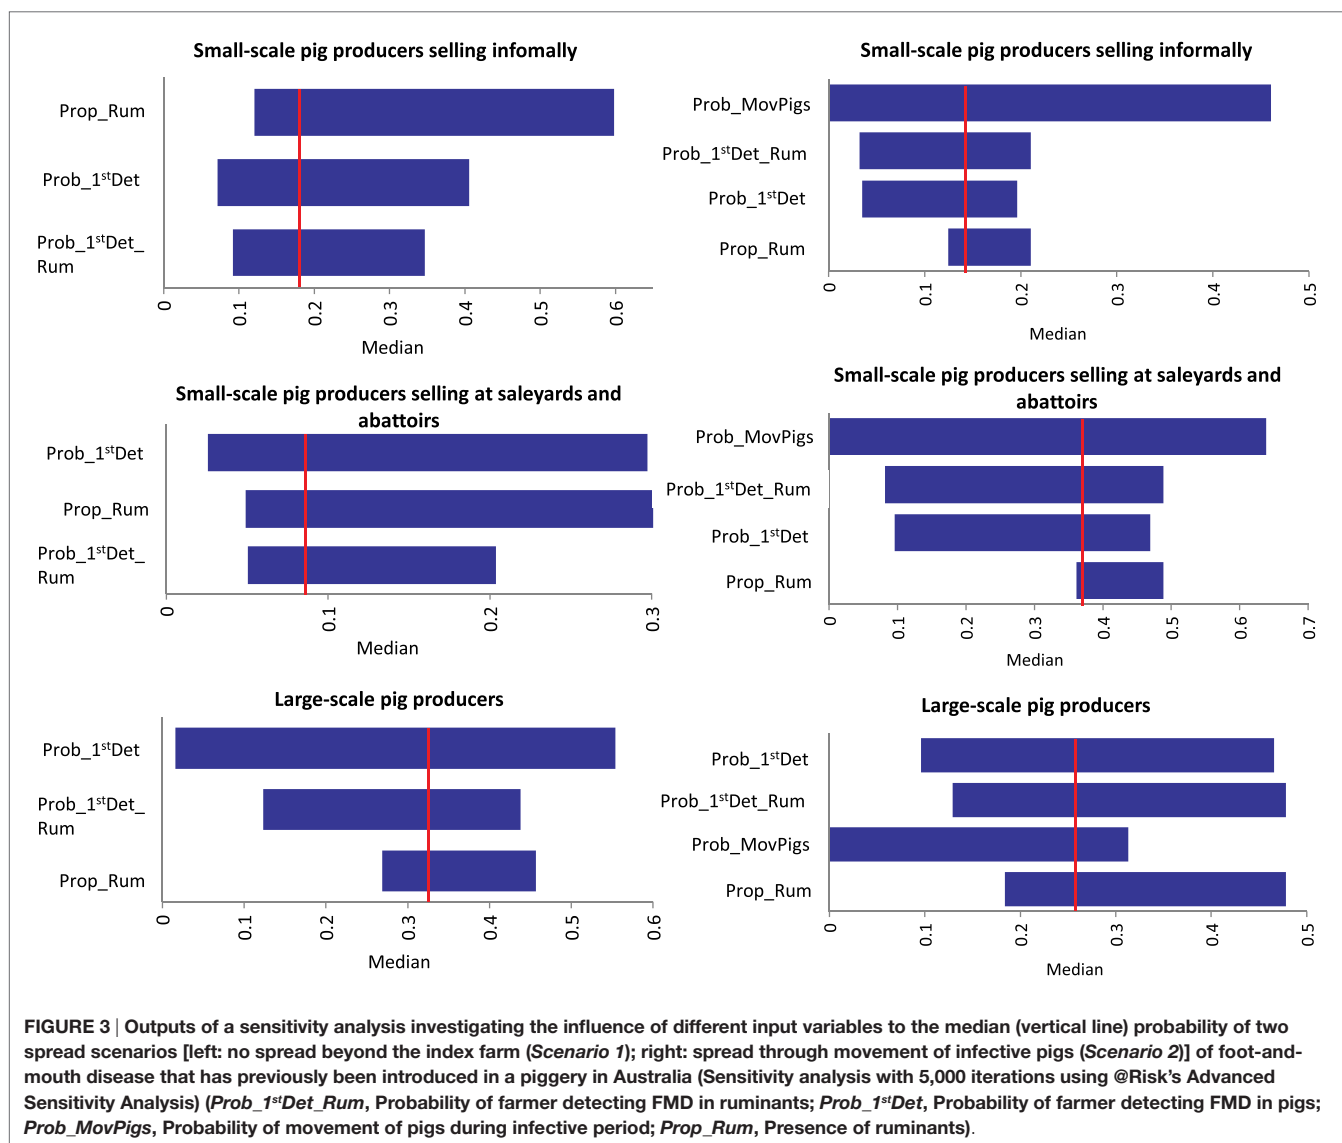 Small-scale pig producers selling infomally
Prop_Rum
Prob_1stDet
Prob_1stDet_
Rum
0
0.1
0.2
0.3
0.4
0.5
0.6
Median
Small-scale pig producers selling informally
Prob_MovPigs
Prob_1stDet_Rum
Prob_1stDet
Prop_Rum
0
0.1
0.2
0.3
0.4
0.5
Median
Small-scale pig producers selling at saleyards and
abattoirs
Prob_1stDet
Prop_Rum
Prob_1stDet_
Rum
0
0.1
0.2
0.3
Median
Small-scale pig producers selling at saleyards and
abattoirs
Prob_MovPigs
Prob_1stDet_Rum
Prob_1stDet
Prop_Rum
0
0.1
0.2
0.3
0.4
0.5
0.6
0.7
Median
Large-scale pig producers
Prob_1stDet
Prob_1stDet_
Rum
Prop_Rum
0
0.1
0.2
0.3
0.4
0.5
0.6
Median
Large-scale pig producers
Prob_1stDet
Prob_1stDet_Rum
Prob_MovPigs
Prop_Rum
0
0.1
0.2
0.3
0.4
0.5
Median
FIGURE 3 | Outputs of a sensitivity analysis investigating the influence of different input variables to the median (vertical line) probability of two
spread scenarios [left: no spread beyond the index farm (Scenario 1); right: spread through movement of infective pigs (Scenario 2)] of foot-and-
mouth disease that has previously been introduced in a piggery in Australia (Sensitivity analysis with 5,000 iterations using @Risk's Advanced
Sensitivity Analysis) (Prob_1stDet_Rum, Probability of farmer detecting FMD in ruminants; Prob_1stDet, Probability of farmer detecting FMD in pigs;
Prob_MovPigs, Probability of movement of pigs during infective period; Prop_Rum, Presence of ruminants).